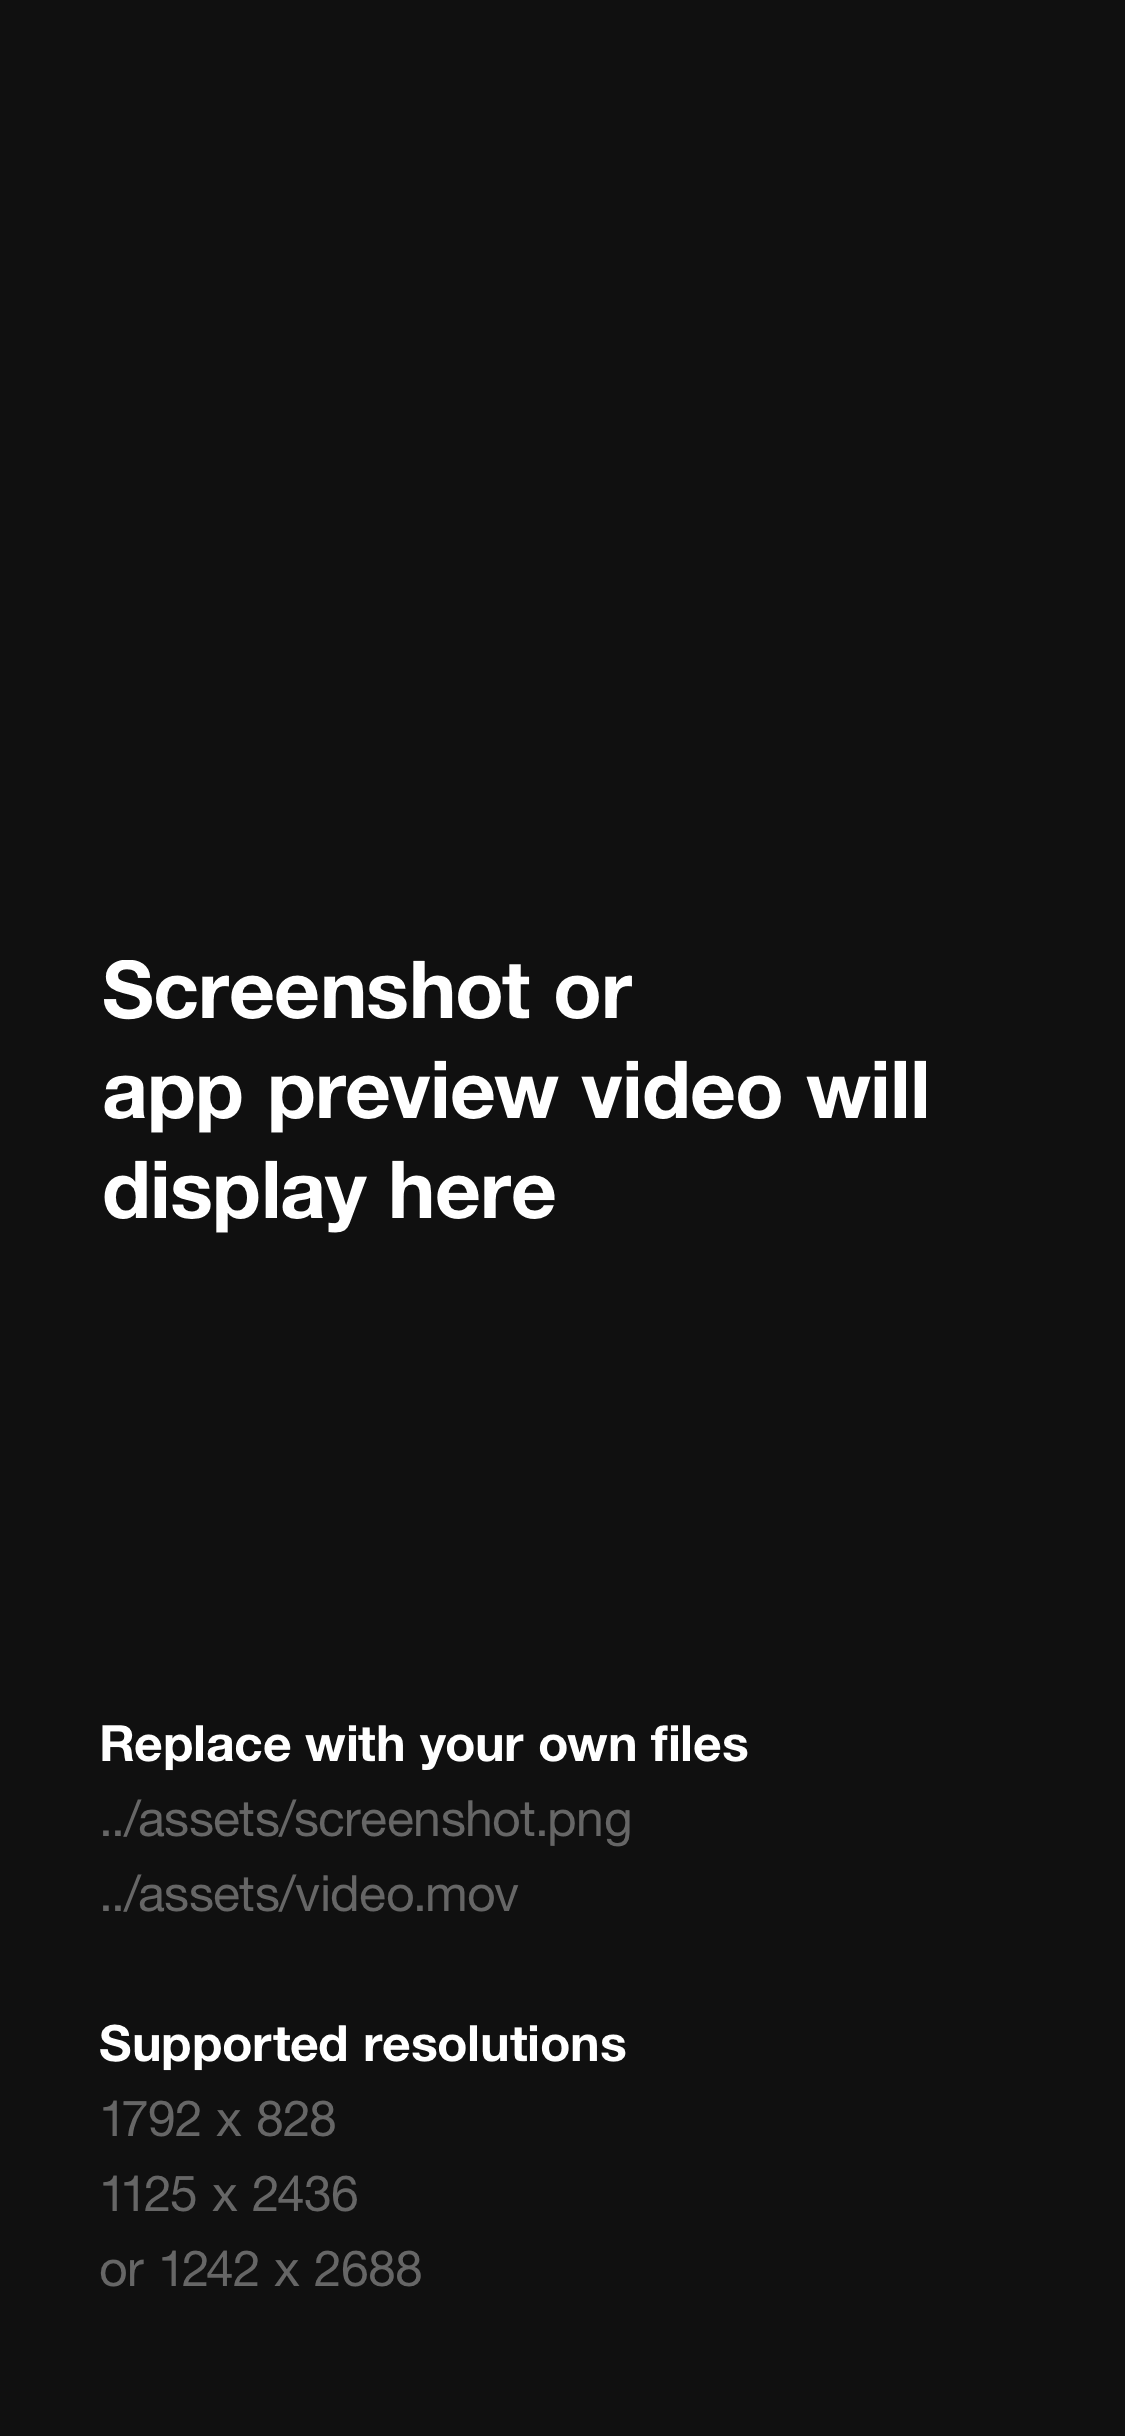 Screenshot or
app preview video will
display here
Replace with your own files
../assets/screenshot.png
../assets/video.mov
Supported resolutions
1792 x 828
1125 x 2436
or 1242 x 2688